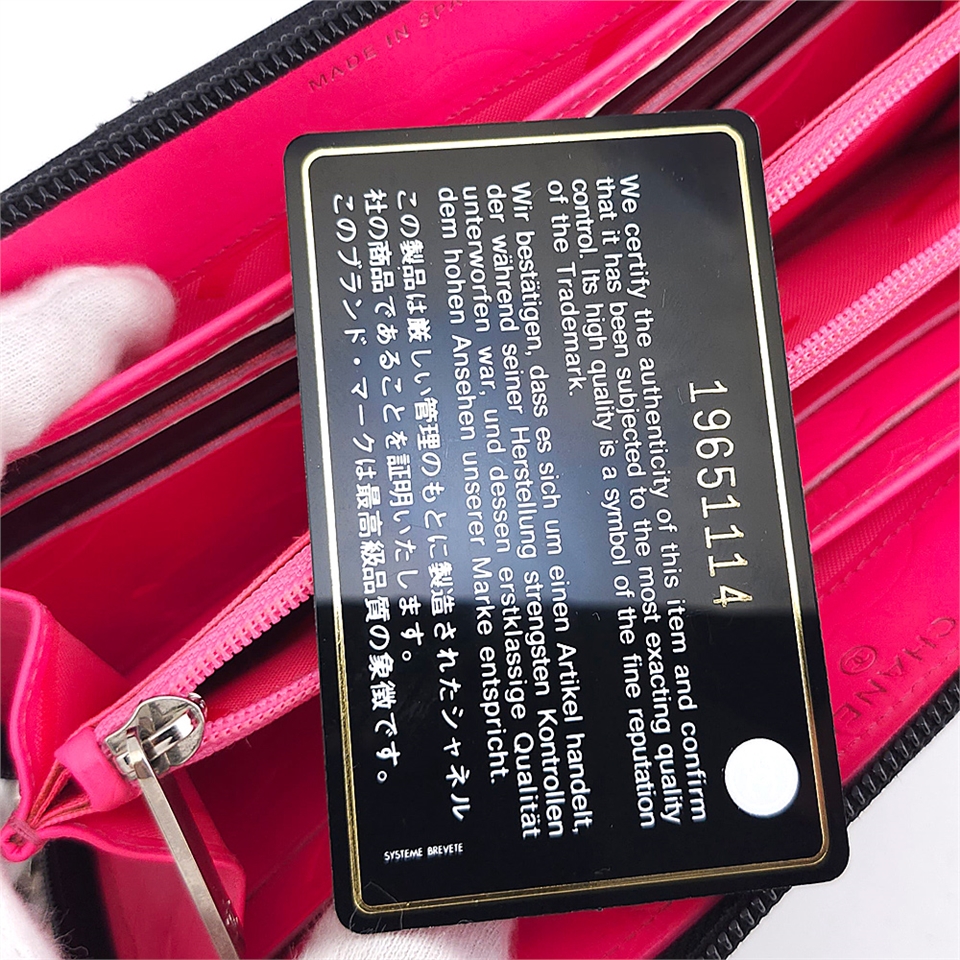 MADE IN SPA
19651114
We certify the authenticity of this item and confirm
that it has been subjected to the most exacting quality
control. Its high quality is a symbol of the fine reputation
of the Trademark.
Wir bestätigen, dass es sich um einen Artikel handelt,
der während seiner Herstellung strengsten Kontrollen
unterworfen war, und dessen erstklassige Qualität
dem hohen Ansehen unserer Marke entspricht.
この製品は厳しい管理のもとに製造されたシャネル
社の商品であることを証明いたします。
このブランド・マークは最高級品質の象徴です。
SYSTEME BREVETE
CHANE
®